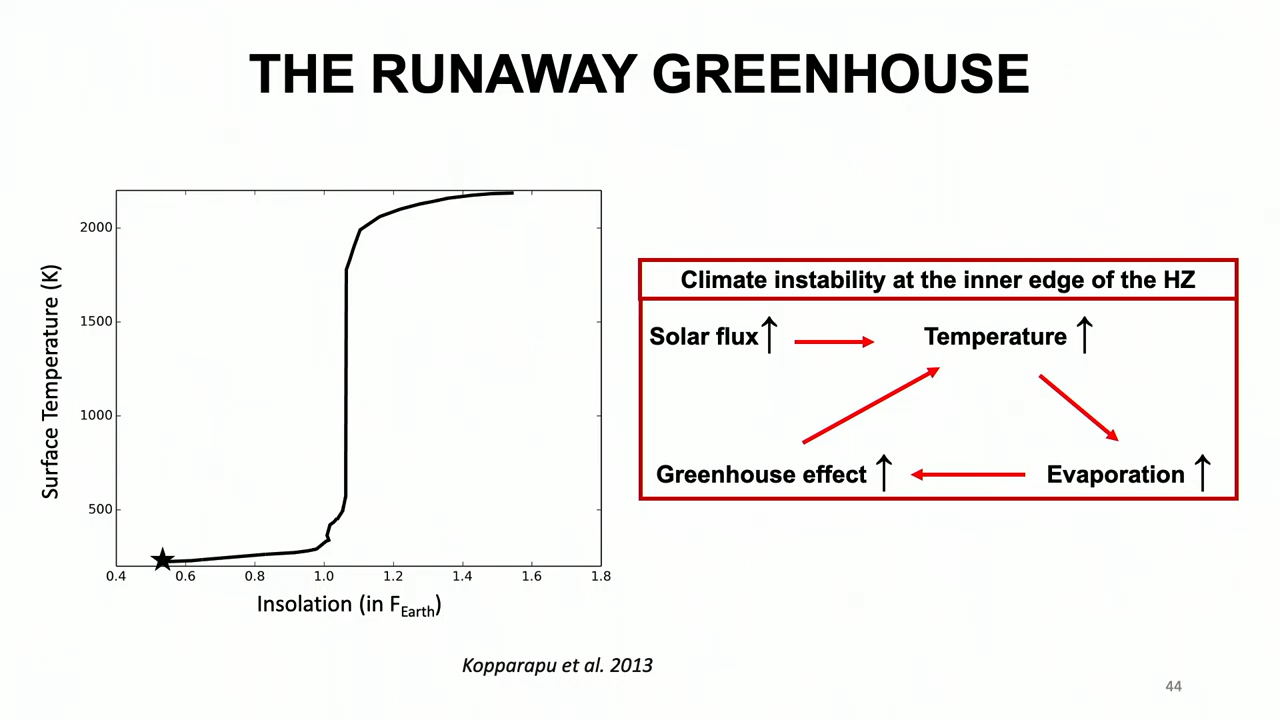 THE RUNAWAY GREENHOUSE
Surface Temperature (K)
2000
1500
1000
500
0.4 0.6 0.8 1.0 1.2 1.4 1.6 1.8
Insolation (in F_Earth)
Climate instability at the inner edge of the HZ
Solar flux ↑ → Temperature ↑
Greenhouse effect ↑ ← Evaporation ↑
Kopparapu et al. 2013
44